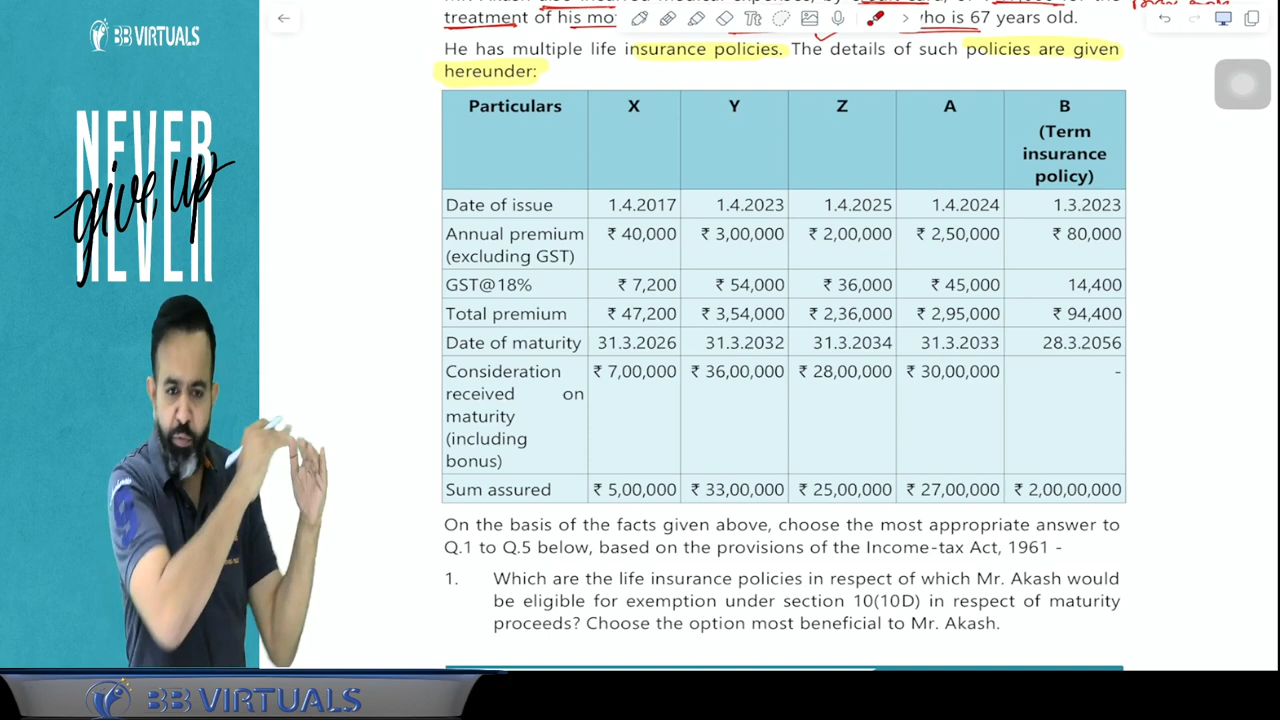 BB VIRTUALS
NEVER
give up
NEVER
treatment of his mo
who is 67 years old.
He has multiple life insurance policies. The details of such policies are given
hereunder:
Particulars X Y Z A B
(Term
insurance
policy)
Date of issue 1.4.2017 1.4.2023 1.4.2025 1.4.2024 1.3.2023
Annual premium ₹ 40,000 ₹ 3,00,000 ₹ 2,00,000 ₹ 2,50,000 ₹ 80,000
(excluding GST)
GST@18% ₹ 7,200 ₹ 54,000 ₹ 36,000 ₹ 45,000 14,400
Total premium ₹ 47,200 ₹ 3,54,000 ₹ 2,36,000 ₹ 2,95,000 ₹ 94,400
Date of maturity 31.3.2026 31.3.2032 31.3.2034 31.3.2033 28.3.2056
Consideration ₹ 7,00,000 ₹ 36,00,000 ₹ 28,00,000 ₹ 30,00,000 -
received on
maturity
(including
bonus)
Sum assured ₹ 5,00,000 ₹ 33,00,000 ₹ 25,00,000 ₹ 27,00,000 ₹ 2,00,00,000
On the basis of the facts given above, choose the most appropriate answer to
Q.1 to Q.5 below, based on the provisions of the Income-tax Act, 1961 -
1. Which are the life insurance policies in respect of which Mr. Akash would
be eligible for exemption under section 10(10D) in respect of maturity
proceeds? Choose the option most beneficial to Mr. Akash.
BB VIRTUALS